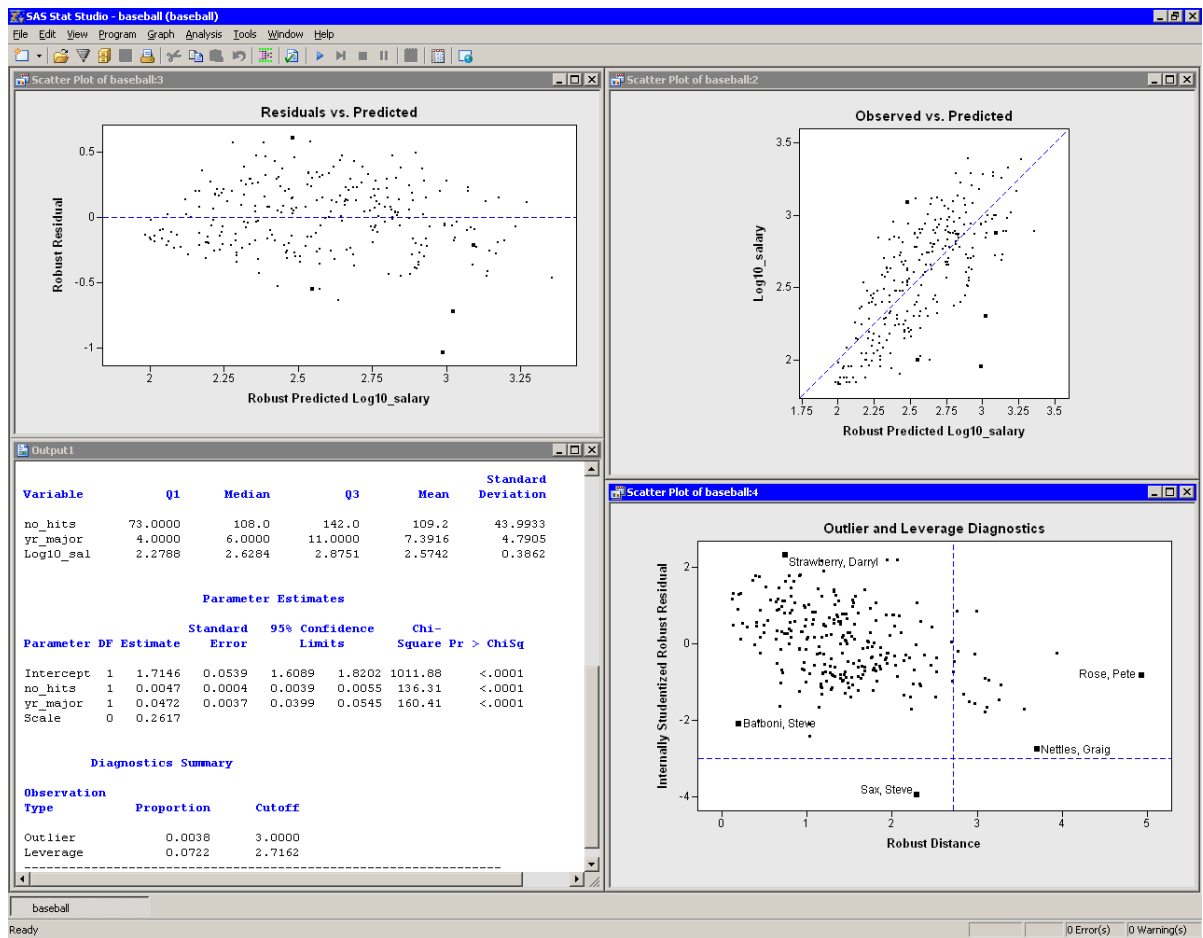 SAS Stat Studio - baseball (baseball)
File Edit View Program Graph Analysis Tools Window Help
Scatter Plot of baseball:3
Residuals vs. Predicted
0.5
0
-0.5
-1
Robust Residual
2 2.25 2.5 2.75 3 3.25
Robust Predicted Log10_salary
Scatter Plot of baseball:2
Observed vs. Predicted
3.5
3
2.5
2
Log10_salary
1.75 2 2.25 2.5 2.75 3 3.25 3.5
Robust Predicted Log10_salary
Output1
Standard
Variable Q1 Median Q3 Mean Deviation
no_hits 73.0000 108.0 142.0 109.2 43.9933
yr_major 4.0000 6.0000 11.0000 7.3916 4.7905
Log10_sal 2.2788 2.6284 2.8751 2.5742 0.3862
Parameter Estimates
Standard 95% Confidence Chi-
Parameter DF Estimate Error Limits Square Pr > ChiSq
Intercept 1 1.7146 0.0539 1.6089 1.8202 1011.88 <.0001
no_hits 1 0.0047 0.0004 0.0039 0.0055 136.31 <.0001
yr_major 1 0.0472 0.0037 0.0399 0.0545 160.41 <.0001
Scale 0 0.2617
Diagnostics Summary
Observation
Type Proportion Cutoff
Outlier 0.0038 3.0000
Leverage 0.0722 2.7162
Scatter Plot of baseball:4
Outlier and Leverage Diagnostics
2
0
-2
-4
Internally Studentized Robust Residual
Strawberry, Darryl
Rose, Pete
Balboni, Steve
Nettles, Graig
Sax, Steve
0 1 2 3 4 5
Robust Distance
baseball
Ready
0 Error(s) 0 Warning(s)